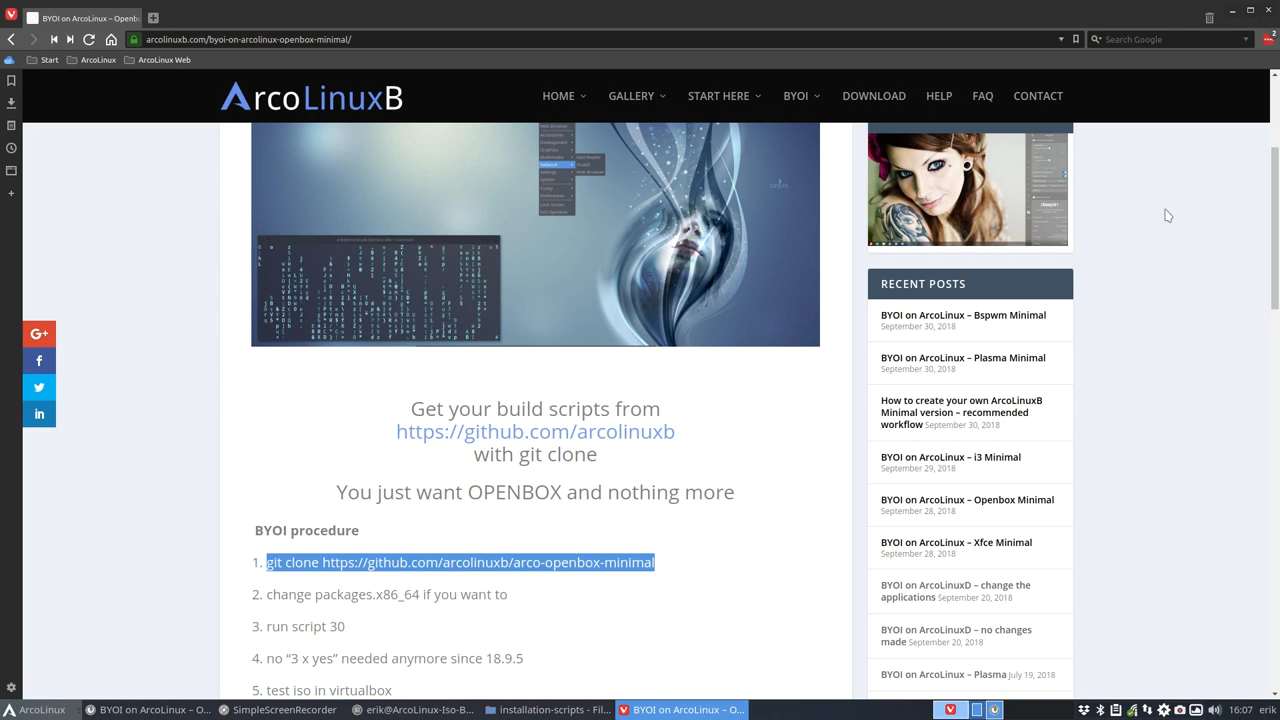 BYOI on ArcoLinux – Openb
arcolinuxb.com/byoi-on-arcolinux-openbox-minimal/
Search Google
2
Start
ArcoLinux
ArcoLinux Web
ArcoLinuxB
HOME
GALLERY
START HERE
BYOI
DOWNLOAD
HELP
FAQ
CONTACT
G+
f
in
Get your build scripts from
https://github.com/arcolinuxb
with git clone
You just want OPENBOX and nothing more
BYOI procedure
1. git clone https://github.com/arcolinuxb/arco-openbox-minimal
2. change packages.x86_64 if you want to
3. run script 30
4. no “3 x yes” needed anymore since 18.9.5
5. test iso in virtualbox
RECENT POSTS
BYOI on ArcoLinux – Bspwm Minimal
September 30, 2018
BYOI on ArcoLinux – Plasma Minimal
September 30, 2018
How to create your own ArcoLinuxB
Minimal version – recommended
workflow September 30, 2018
BYOI on ArcoLinux – i3 Minimal
September 29, 2018
BYOI on ArcoLinux – Openbox Minimal
September 28, 2018
BYOI on ArcoLinux – Xfce Minimal
September 28, 2018
BYOI on ArcoLinuxD – change the
applications September 20, 2018
BYOI on ArcoLinuxD – no changes
made September 20, 2018
BYOI on ArcoLinux – Plasma July 19, 2018
ArcoLinux
BYOI on ArcoLinux – O...
SimpleScreenRecorder
erik@ArcoLinux-Iso-B...
installation-scripts - Fil...
BYOI on ArcoLinux – O...
16:07
erik